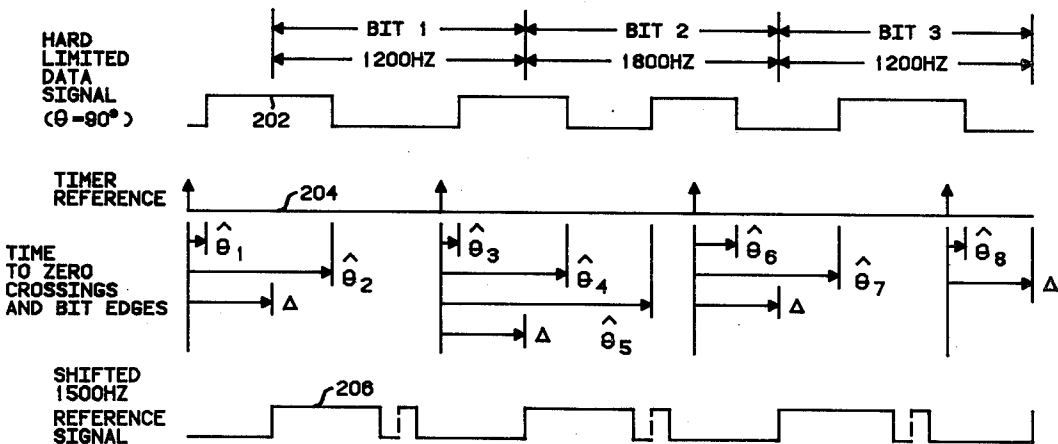 BIT 1 BIT 2 BIT 3
HARD
LIMITED
DATA
SIGNAL
(θ=90°)
1200HZ 1800HZ 1200HZ
202
TIMER
REFERENCE
204
TIME
TO ZERO
CROSSINGS
AND BIT EDGES
θ̂1 θ̂2 Δ
θ̂3 θ̂4 θ̂5 Δ
θ̂6 θ̂7 Δ
θ̂8 Δ
SHIFTED
1500HZ
REFERENCE
SIGNAL
206